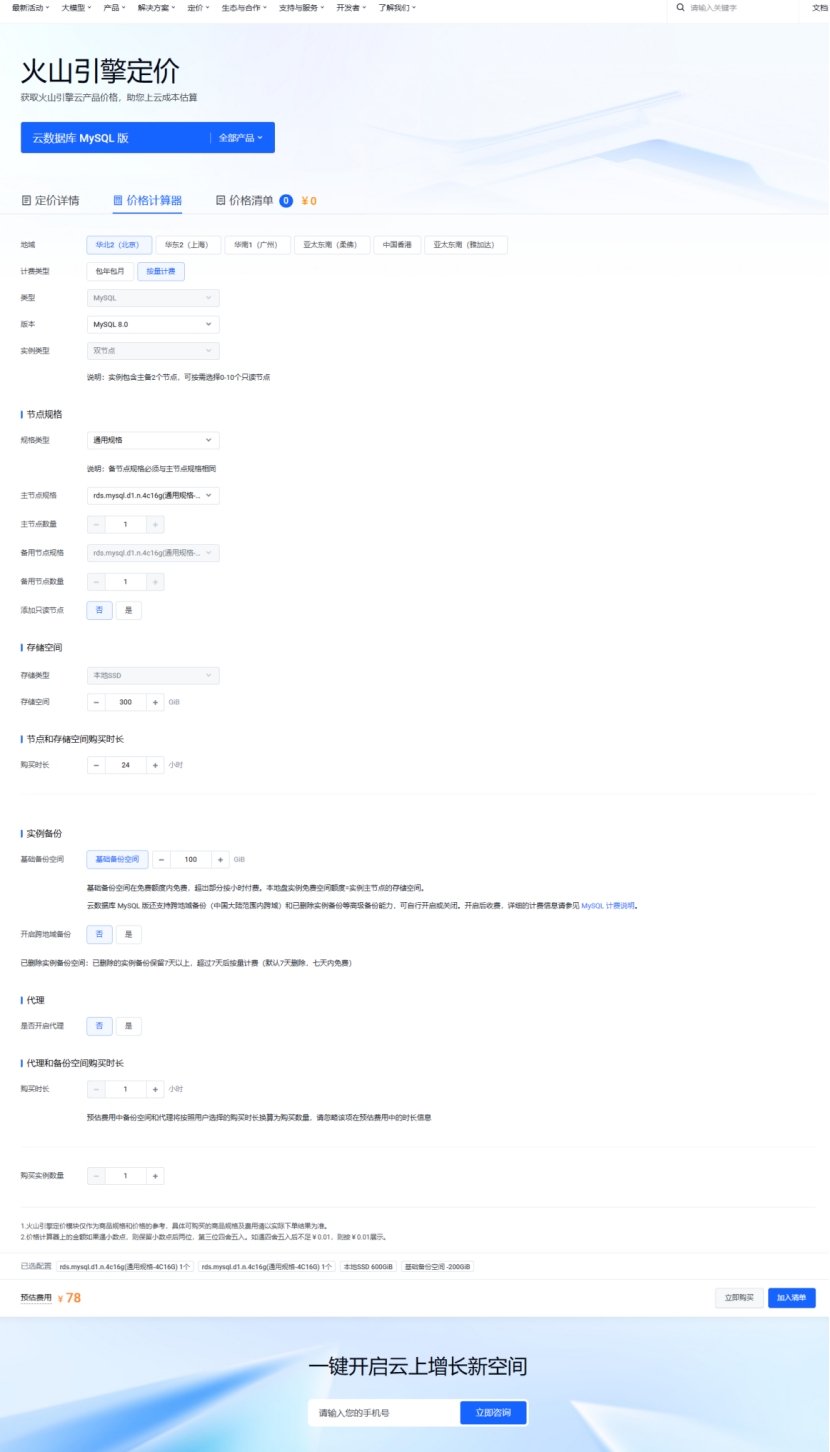 最新活动 大模型 产品 解决方案 定价 生态与合作 支持与服务 开发者 了解我们 请输入关键字 文档
火山引擎定价
获取火山引擎云产品价格，助您上云成本估算
云数据库 MySQL 版 全部产品
定价详情 价格计算器 价格清单 0 ¥0
地域 华北2（北京） 华东2（上海） 华南1（广州） 亚太东南（柔佛） 中国香港 亚太东南（雅加达）
计费类型 包年包月 按量计费
类型 MySQL
版本 MySQL 8.0
实例类型 双节点
说明：实例包含主备2个节点，可按需选择0-10个只读节点
节点规格
规格类型 通用规格
说明：备节点规格必须与主节点规格相同
主节点规格 rds.mysql.d1.n.4c16g(通用规格-...
主节点数量 − 1 +
备用节点规格 rds.mysql.d1.n.4c16g(通用规格-...
备用节点数量 − 1 +
添加只读节点 否 是
存储空间
存储类型 本地SSD
存储空间 − 300 + GiB
节点和存储空间购买时长
购买时长 − 24 + 小时
实例备份
基础备份空间 基础备份空间 − 100 + GiB
基础备份空间在免费额度内免费，超出部分按小时付费。本地盘实例免费空间额度=实例主节点的存储空间。
云数据库 MySQL 版还支持跨地域备份（中国大陆范围内跨域）和已删除实例备份等高级备份能力，可自行开启或关闭。开启后收费，详细的计费信息请参见 MySQL 计费说明。
开启跨地域备份 否 是
已删除实例备份空间：已删除的实例备份保留7天以上，超过7天后按量计费（默认7天删除，七天内免费）
代理
是否开启代理 否 是
代理和备份空间购买时长
购买时长 − 1 + 小时
预估费用中备份空间和代理将按照用户选择的购买时长换算为购买数量，请忽略该项在预估费用中的时长信息
购买实例数量 − 1 +
1.火山引擎定价模块仅作为商品规格和价格的参考，具体可购买的商品规格及费用请以实际下单结果为准。
2.价格计算器上的金额如果遇小数点，则保留小数点后两位，第三位四舍五入。如遇四舍五入后不足￥0.01，则按￥0.01展示。
已选配置 rds.mysql.d1.n.4c16g(通用规格-4C16G) 1个 rds.mysql.d1.n.4c16g(通用规格-4C16G) 1个 本地SSD 600GiB 基础备份空间 -200GiB
预估费用 ¥ 78 立即购买 加入清单
一键开启云上增长新空间
请输入您的手机号 立即咨询